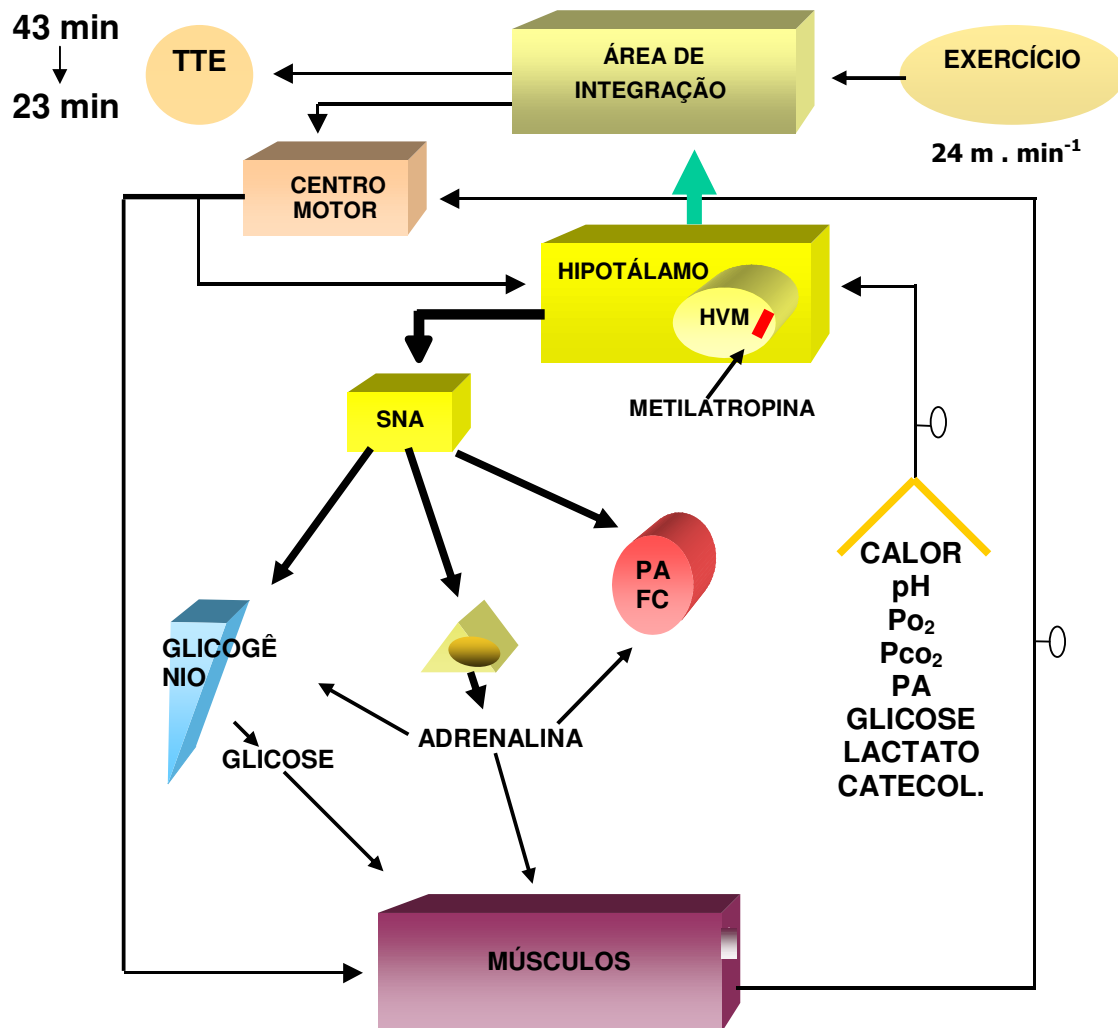 43 min
23 min
TTE
ÁREA DE
INTEGRAÇÃO
EXERCÍCIO
24 m . min⁻¹
CENTRO
MOTOR
HIPOTÁLAMO
HVM
METILATROPINA
SNA
PA
FC
CALOR
pH
Po₂
Pco₂
PA
GLICOSE
LACTATO
CATECOL.
GLICOGÊ
NIO
GLICOSE
ADRENALINA
MÚSCULOS